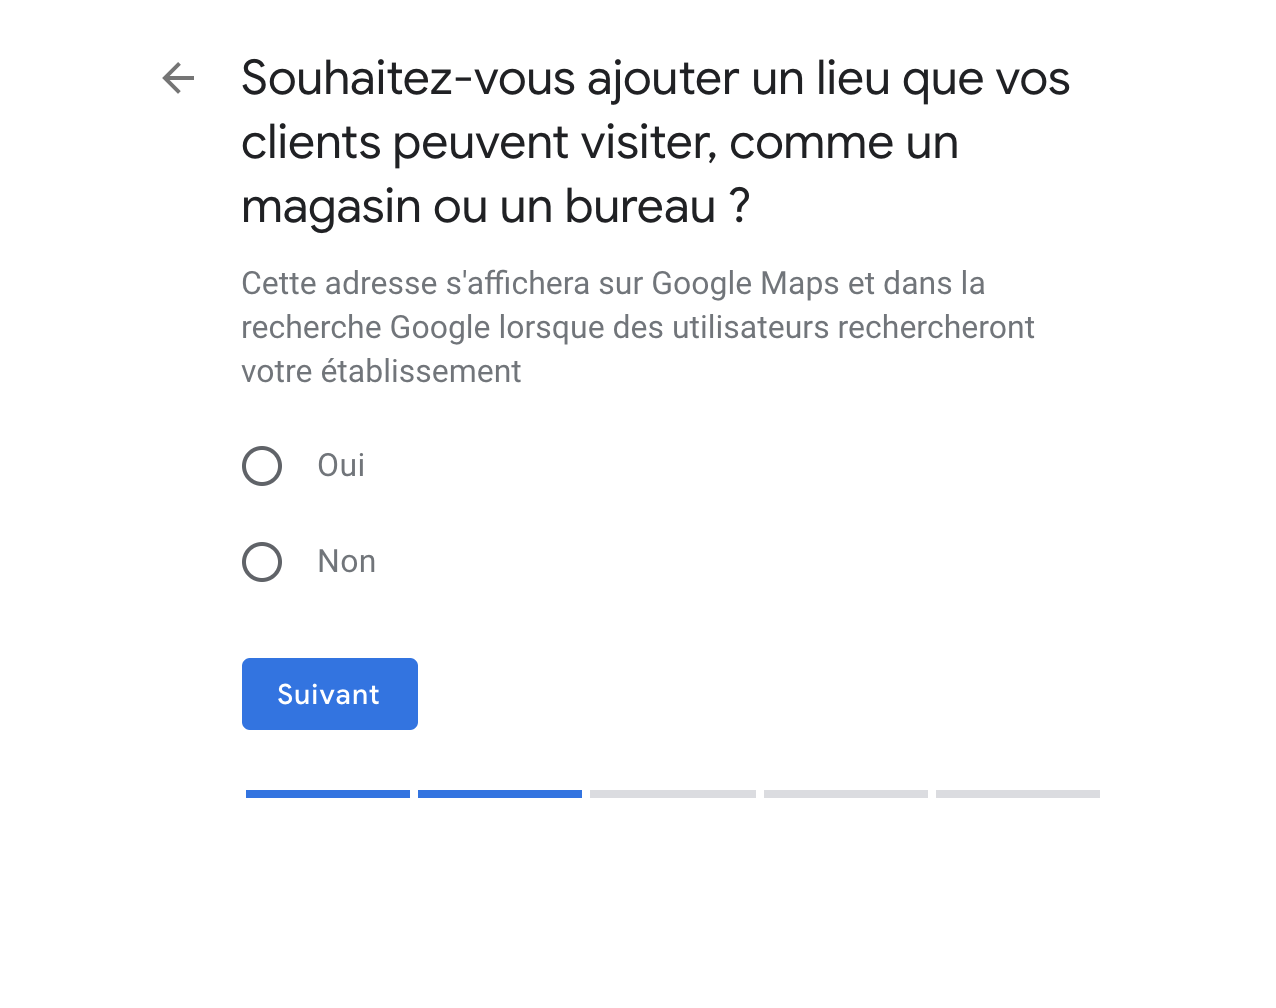 Souhaitez-vous ajouter un lieu que vos
clients peuvent visiter, comme un
magasin ou un bureau ?
Cette adresse s'affichera sur Google Maps et dans la
recherche Google lorsque des utilisateurs rechercheront
votre établissement
Oui
Non
Suivant